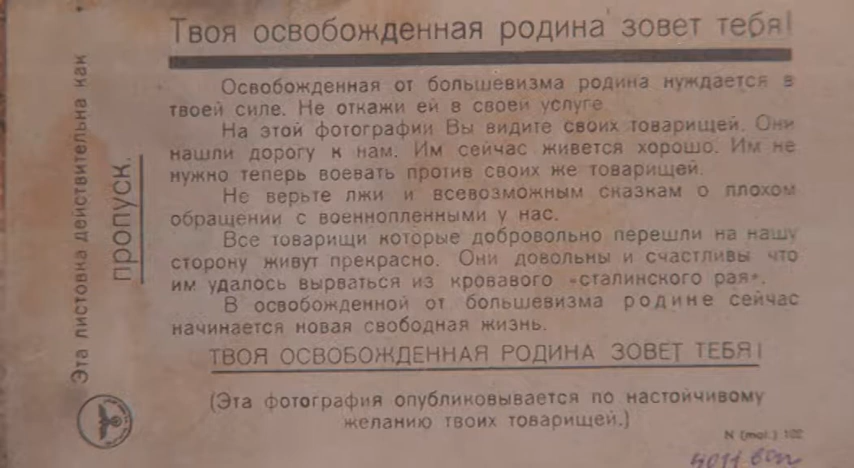 Твоя освобожденная родина зовет тебя!
Освобожденная от большевизма родина нуждается в
твоей силе. Не откажи ей в своей услуге.
На этой фотографии Вы видите своих товарищей. Они
нашли дорогу к нам. Им сейчас живется хорошо. Им не
нужно теперь воевать против своих же товарищей.
Не верьте лжи и всевозможным сказкам о плохом
обращении с военнопленными у нас.
Все товарищи которые добровольно перешли на нашу
сторону живут прекрасно. Они довольны и счастливы что
им удалось вырваться из кровавого «сталинского рая».
В освобожденной от большевизма родине сейчас
начинается новая свободная жизнь.
ТВОЯ ОСВОБОЖДЕННАЯ РОДИНА ЗОВЕТ ТЕБЯ!
(Эта фотография опубликовывается по настойчивому
желанию твоих товарищей.)
N (mol.) 102
Эта листовка действительна как
пропуск.